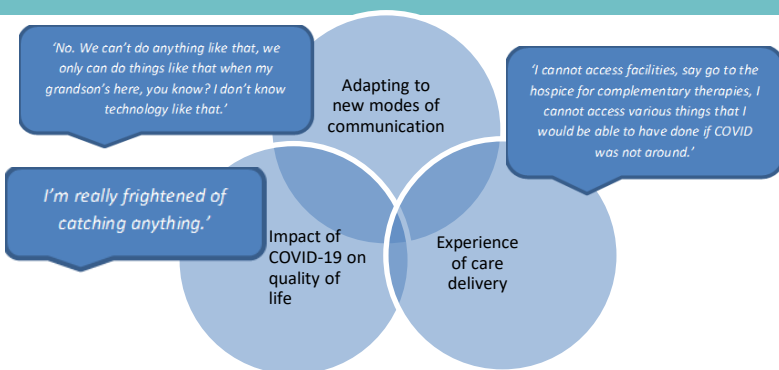 ‘No. We can’t do anything like that, we
only can do things like that when my
grandson’s here, you know? I don’t know
technology like that.’
Adapting to
new modes of
communication
‘I cannot access facilities, say go to the
hospice for complementary therapies, I
cannot access various things that I
would be able to have done if COVID
was not around.’
I’m really frightened of
catching anything.’
Impact of
COVID-19 on
quality of
life
Experience
of care
delivery